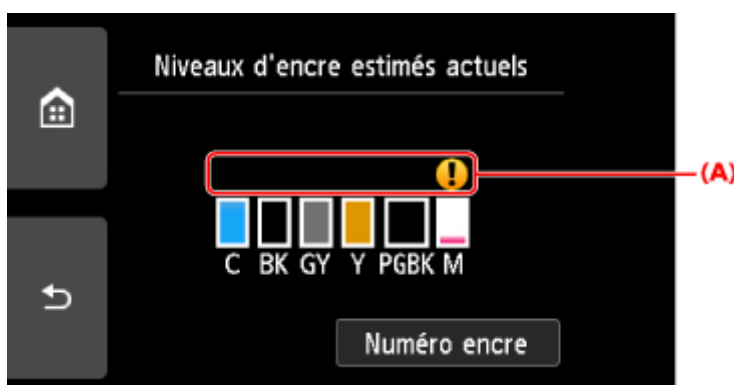 Niveaux d'encre estimés actuels
(A)
C BK GY Y PGBK M
Numéro encre